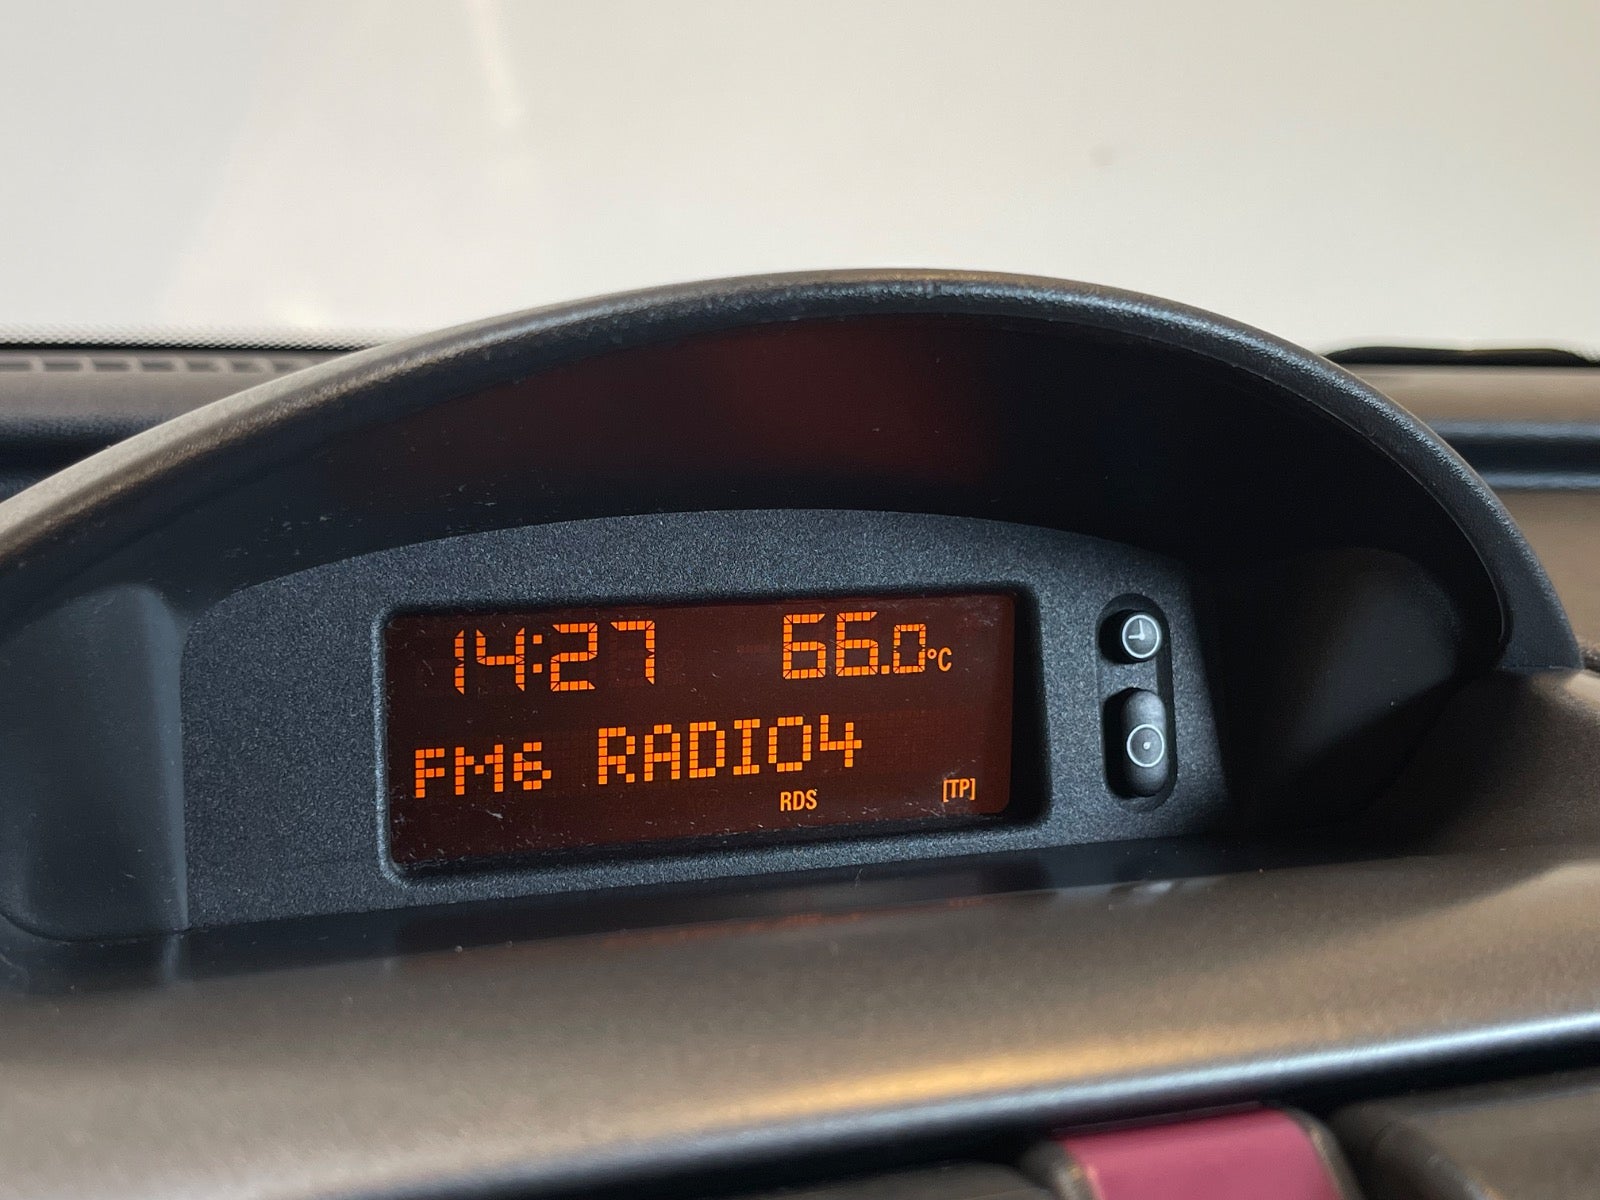 14:27 66.0°C
FM6 RADIO4
RDS [TP]